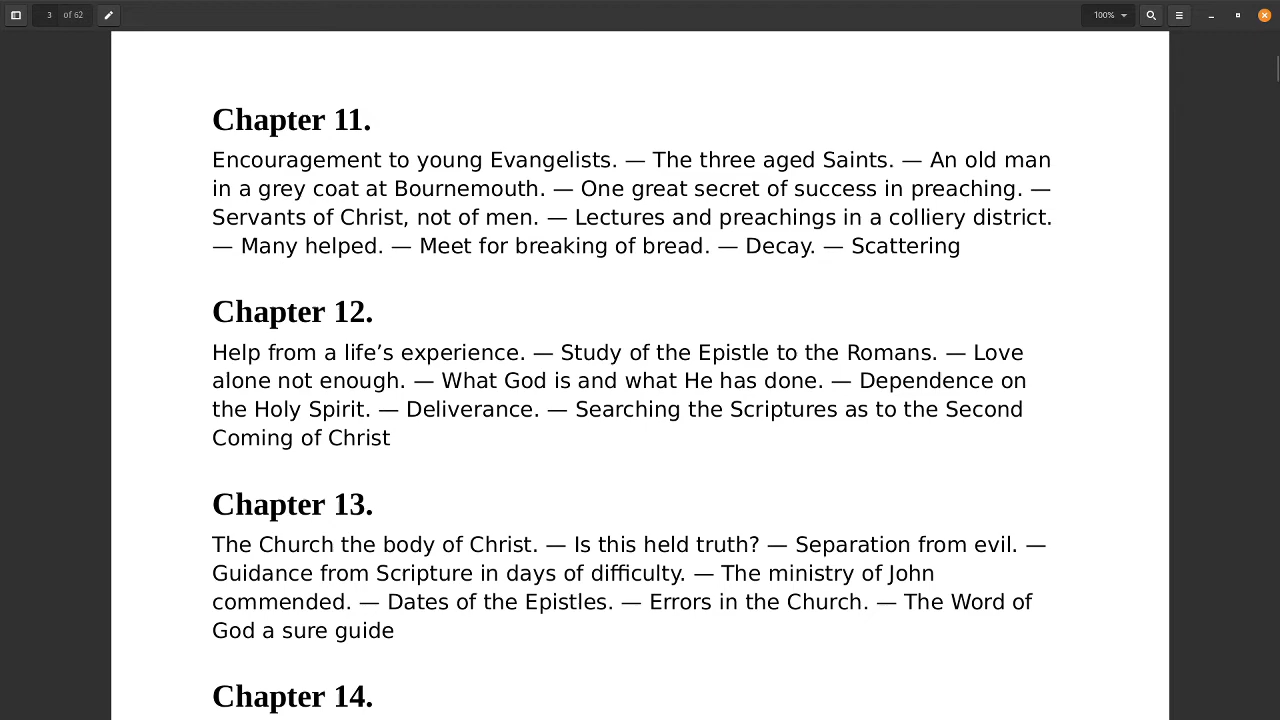 3 of 62
100%
Chapter 11.
Encouragement to young Evangelists. — The three aged Saints. — An old man
in a grey coat at Bournemouth. — One great secret of success in preaching. —
Servants of Christ, not of men. — Lectures and preachings in a colliery district.
— Many helped. — Meet for breaking of bread. — Decay. — Scattering
Chapter 12.
Help from a life’s experience. — Study of the Epistle to the Romans. — Love
alone not enough. — What God is and what He has done. — Dependence on
the Holy Spirit. — Deliverance. — Searching the Scriptures as to the Second
Coming of Christ
Chapter 13.
The Church the body of Christ. — Is this held truth? — Separation from evil. —
Guidance from Scripture in days of difficulty. — The ministry of John
commended. — Dates of the Epistles. — Errors in the Church. — The Word of
God a sure guide
Chapter 14.